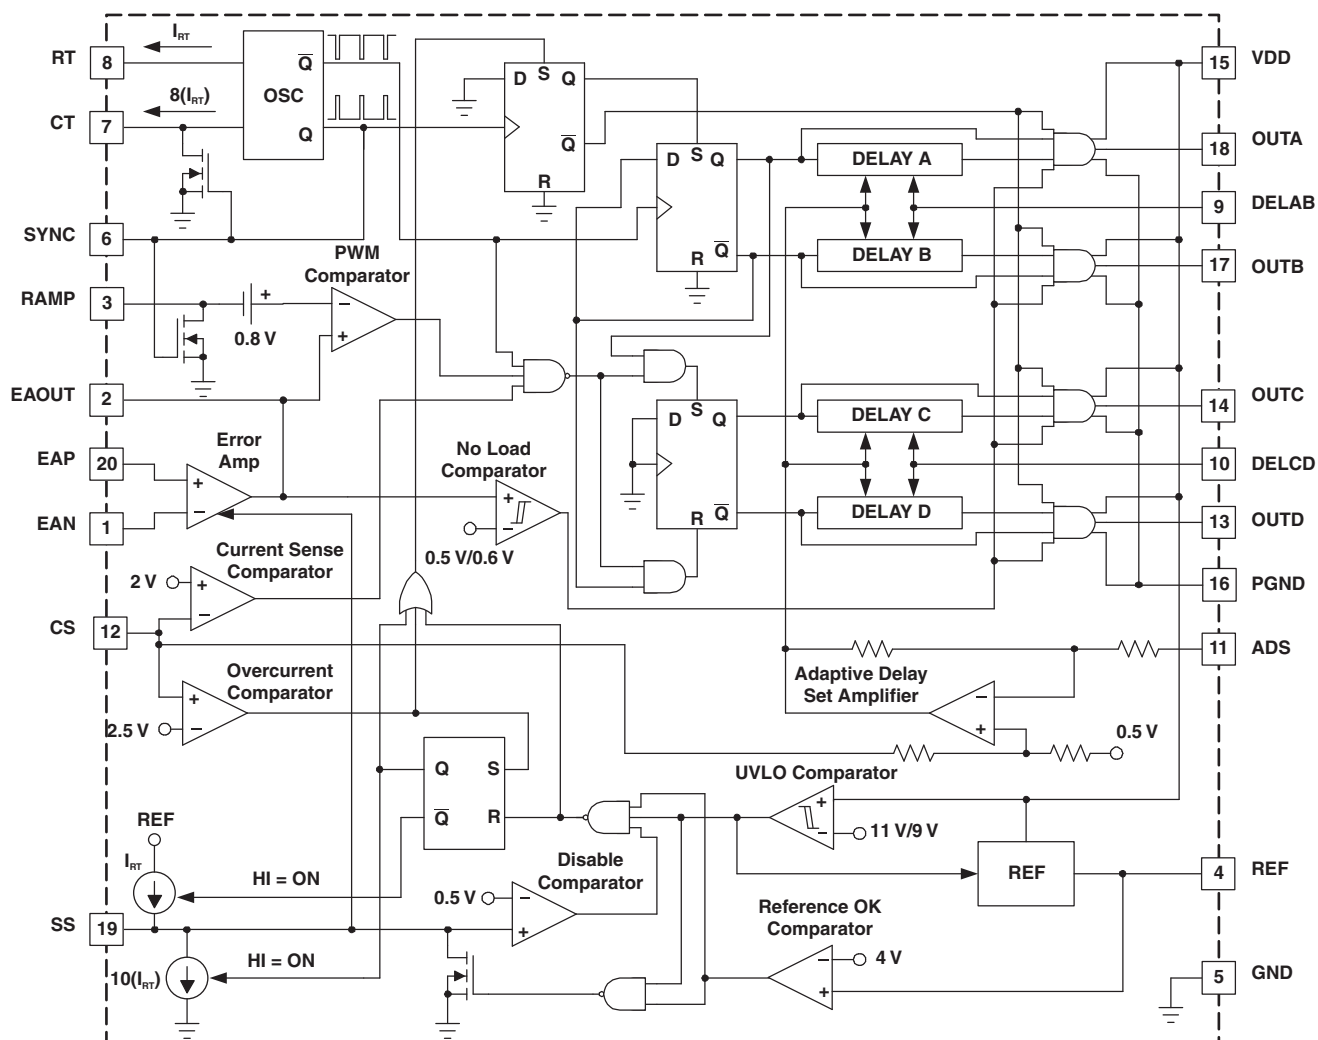 RT
8
I_RT
CT
7
8(I_RT)
OSC
Q̅
Q
D
S
Q
Q̅
R
15
VDD
18
OUTA
9
DELAB
17
OUTB
D
S
Q
Q̅
R
DELAY A
DELAY B
SYNC
6
PWM
Comparator
−
+
RAMP
3
+
0.8 V
EAOUT
2
EAP
20
EAN
1
Error
Amp
+
−
No Load
Comparator
+
−
0.5 V/0.6 V
D
S
Q
R
Q̅
DELAY C
DELAY D
14
OUTC
10
DELCD
13
OUTD
16
PGND
11
ADS
Current Sense
Comparator
2 V
+
−
CS
12
Overcurrent
Comparator
+
−
2.5 V
Adaptive Delay
Set Amplifier
−
+
0.5 V
Q
S
Q̅
R
UVLO Comparator
+
−
11 V/9 V
REF
I_RT
HI = ON
Disable
Comparator
0.5 V
−
+
REF
4
REF
SS
19
10(I_RT)
HI = ON
Reference OK
Comparator
−
+
4 V
5
GND